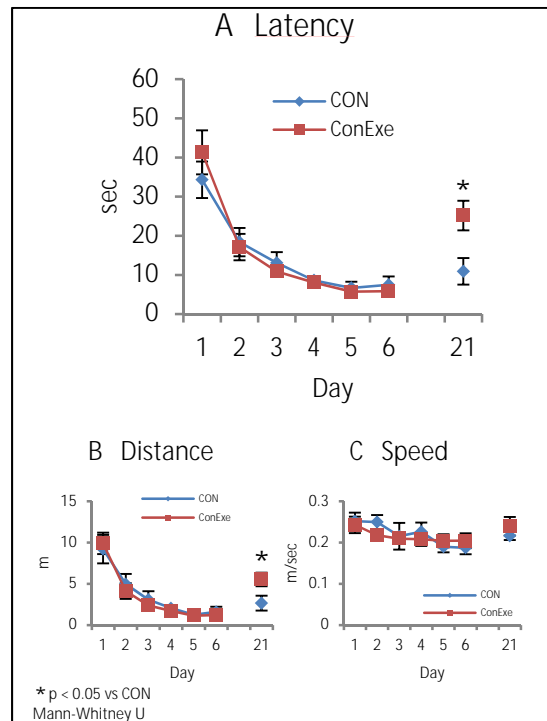 A Latency
60
50
40
30
20
10
0
sec
CON
ConExe
*
1 2 3 4 5 6 21
Day
B Distance
15
10
5
0
m
CON
ConExe
*
1 2 3 4 5 6 21
Day
C Speed
0.3
0.2
0.1
0
m/sec
CON
ConExe
1 2 3 4 5 6 21
Day
* p < 0.05 vs CON
Mann-Whitney U